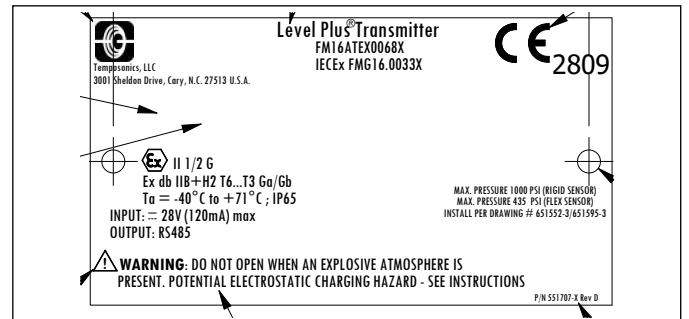 Level Plus® Transmitter
FM16ATEX0068X
IECEx FMG16.0033X
CE 2809
Temposonics, LLC
3001 Sheldon Drive, Cary, N.C. 27513 U.S.A.
Ex II 1/2 G
Ex db IIB+H2 T6...T3 Ga/Gb
Ta = -40°C to +71°C ; IP65
INPUT: ⎓ 28V (120mA) max
OUTPUT: RS485
MAX. PRESSURE 1000 PSI (RIGID SENSOR)
MAX. PRESSURE 435 PSI (FLEX SENSOR)
INSTALL PER DRAWING # 651552-3/651595-3
WARNING: DO NOT OPEN WHEN AN EXPLOSIVE ATMOSPHERE IS
PRESENT. POTENTIAL ELECTROSTATIC CHARGING HAZARD - SEE INSTRUCTIONS
P/N 551707-X Rev D